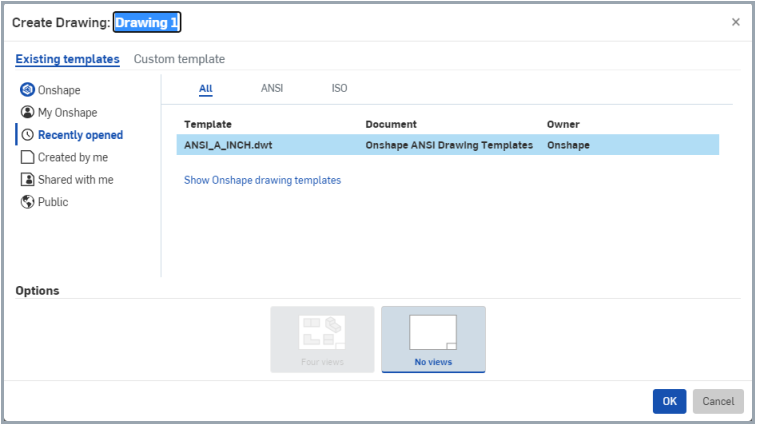 Create Drawing: Drawing 1
Existing templates Custom template
Onshape
My Onshape
Recently opened
Created by me
Shared with me
Public
All ANSI ISO
Template Document Owner
ANSI_A_INCH.dwt Onshape ANSI Drawing Templates Onshape
Show Onshape drawing templates
Options
Four views
No views
OK Cancel